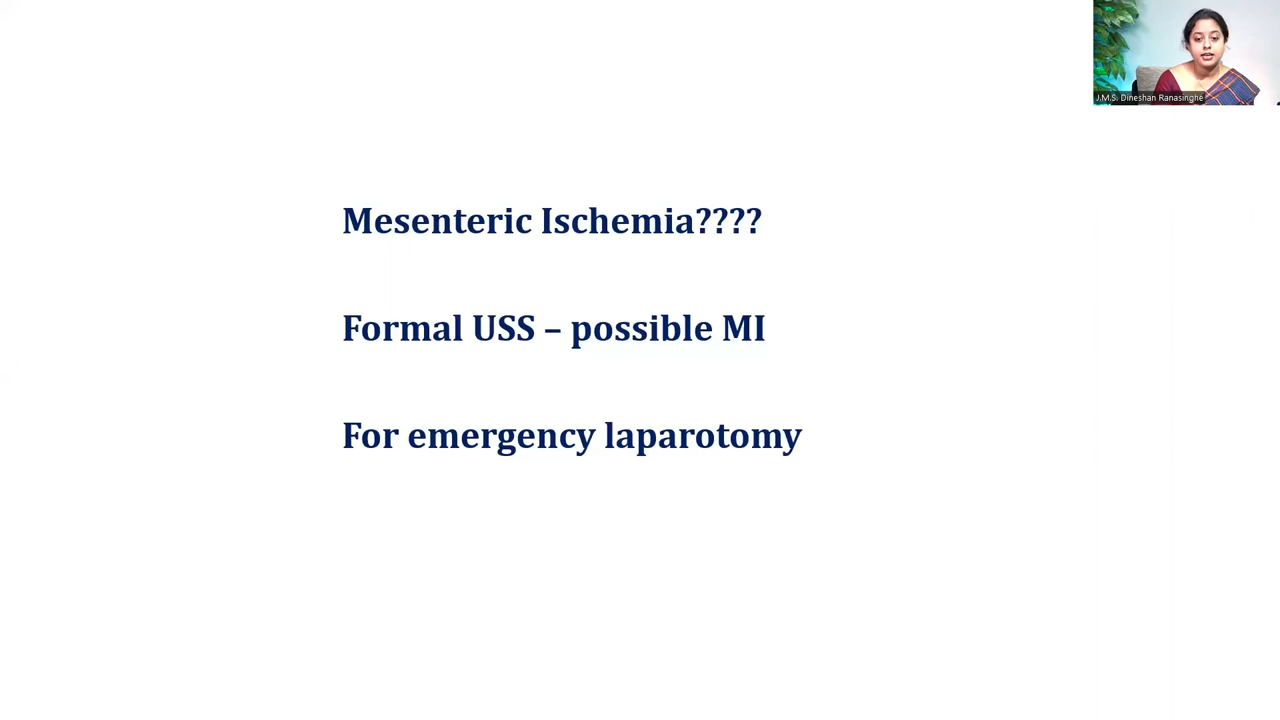 J.M.S. Dineshan Ranasinghe
Mesenteric Ischemia????
Formal USS – possible MI
For emergency laparotomy